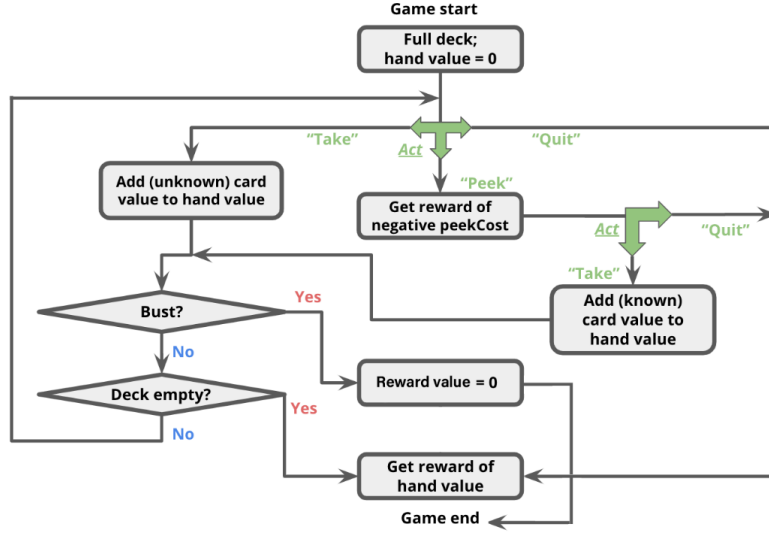 Game start
Full deck;
hand value = 0
“Take”
Act
“Quit”
“Peek”
Add (unknown) card
value to hand value
Get reward of
negative peekCost
Act
“Quit”
“Take”
Add (known)
card value to
hand value
Bust?
Yes
No
Deck empty?
Yes
No
Reward value = 0
Get reward of
hand value
Game end